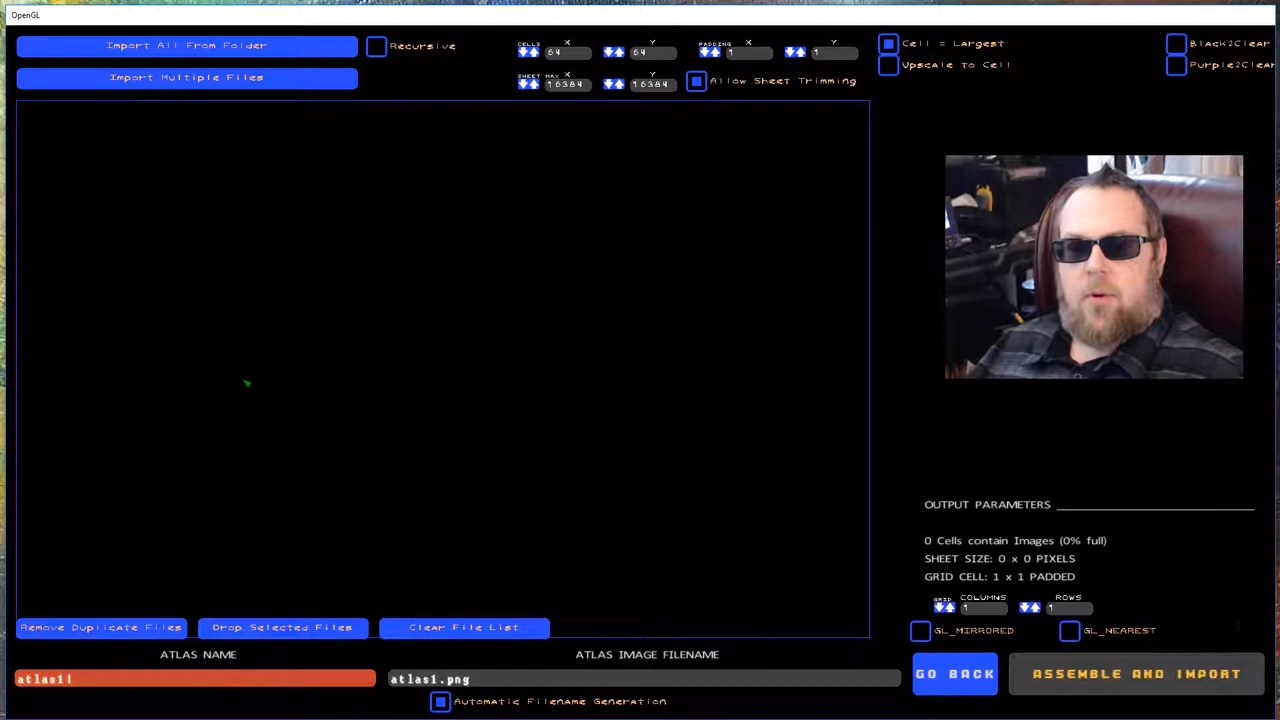 OpenGL
Import All From Folder
Recursive
CELLS X Y
64 64
PADDING X Y
1 1
Cell = Largest
Black2Clear
Import Multiple Files
SHEET MAX X Y
16384 16384
Allow Sheet Trimming
Upscale to Cell
Purple2Clear
OUTPUT PARAMETERS
0 Cells contain Images (0% full)
SHEET SIZE: 0 x 0 PIXELS
GRID CELL: 1 x 1 PADDED
GRID COLUMNS ROWS
1 1
GL_MIRRORED GL_NEAREST
Remove Duplicate Files Drop Selected Files Clear File List
ATLAS NAME ATLAS IMAGE FILENAME
atlas1 atlas1.png
GO BACK ASSEMBLE AND IMPORT
Automatic Filename Generation